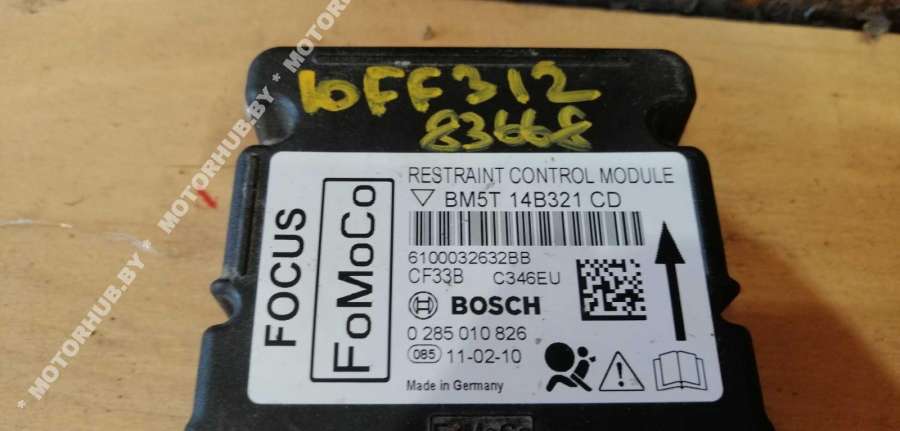 10FF312
83668
RESTRAINT CONTROL MODULE
BM5T 14B321 CD
6100032632BB
CF33B C346EU
BOSCH
0 285 010 826
085 11-02-10
Made in Germany
FOCUS
FoMoCo
* MOTORHUB.BY * MOTORHUB.BY * MOTORHUB.BY * MOTOR